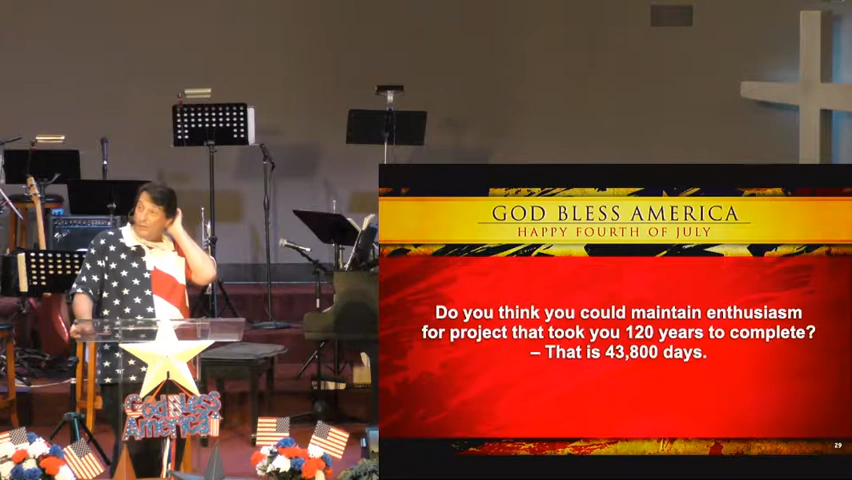 GOD BLESS AMERICA
HAPPY FOURTH OF JULY
Do you think you could maintain enthusiasm
for project that took you 120 years to complete?
– That is 43,800 days.
29
God Bless
America